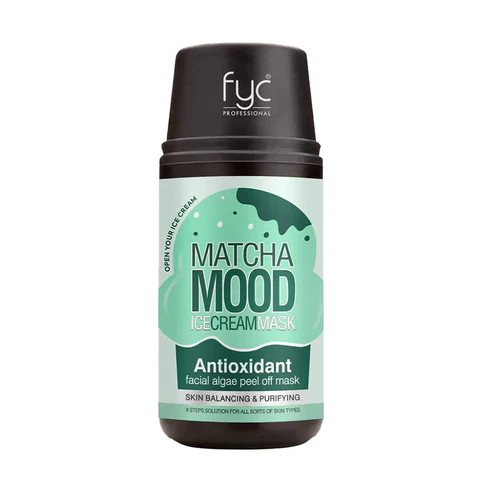 fyc®
PROFESSIONAL
OPEN YOUR ICE CREAM
MATCHA
MOOD
ICECREAMMASK
Antioxidant
facial algae peel off mask
SKIN BALANCING & PURIFYING
8 STEPS SOLUTION FOR ALL SORTS OF SKIN TYPES